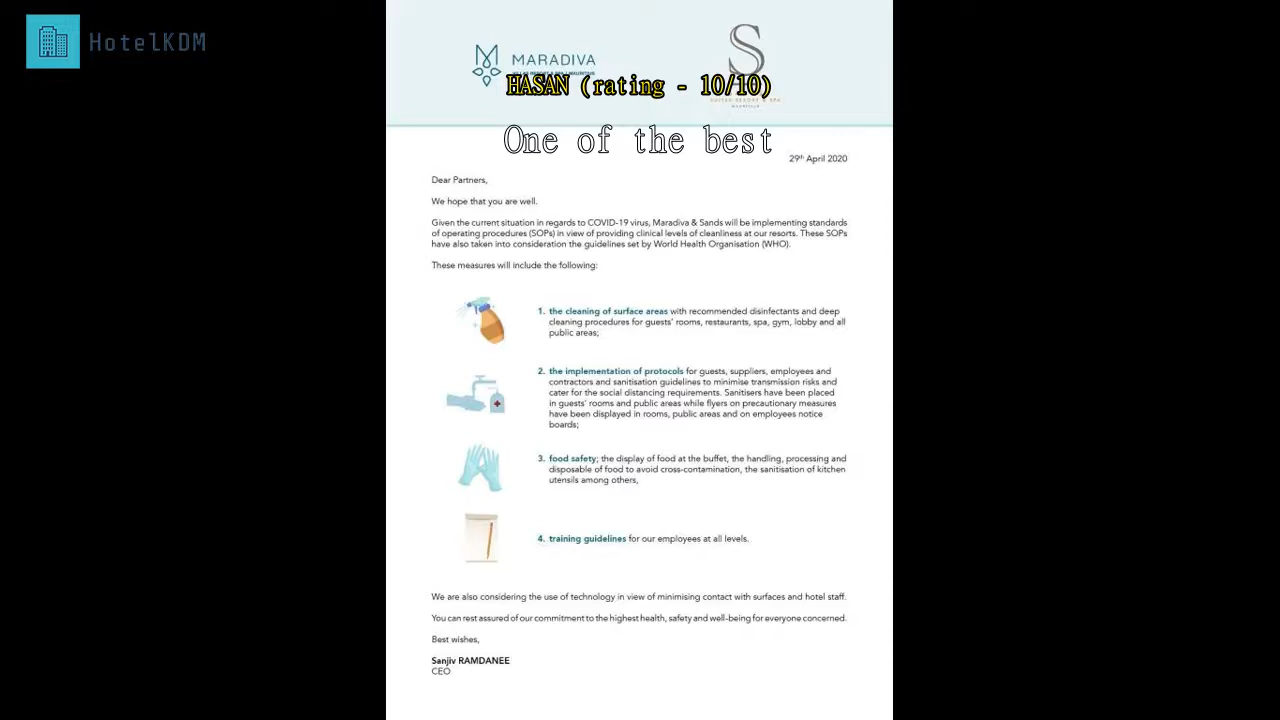 HotelKDM
MARADIVA
S
HASAN (rating - 10/10)
SUITES RESORT & SPA
One of the best
29th April 2020
Dear Partners,
We hope that you are well.
Given the current situation in regards to COVID-19 virus, Maradiva & Sands will be implementing standards
of operating procedures (SOPs) in view of providing clinical levels of cleanliness at our resorts. These SOPs
have also taken into consideration the guidelines set by World Health Organisation (WHO).
These measures will include the following:
1. the cleaning of surface areas with recommended disinfectants and deep
cleaning procedures for guests' rooms, restaurants, spa, gym, lobby and all
public areas;
2. the implementation of protocols for guests, suppliers, employees and
contractors and sanitisation guidelines to minimise transmission risks and
cater for the social distancing requirements. Sanitisers have been placed
in guests' rooms and public areas while flyers on precautionary measures
have been displayed in rooms, public areas and on employees notice
boards;
3. food safety; the display of food at the buffet, the handling, processing and
disposable of food to avoid cross-contamination, the sanitisation of kitchen
utensils among others,
4. training guidelines for our employees at all levels.
We are also considering the use of technology in view of minimising contact with surfaces and hotel staff.
You can rest assured of our commitment to the highest health, safety and well-being for everyone concerned.
Best wishes,
Sanjiv RAMDANEE
CEO